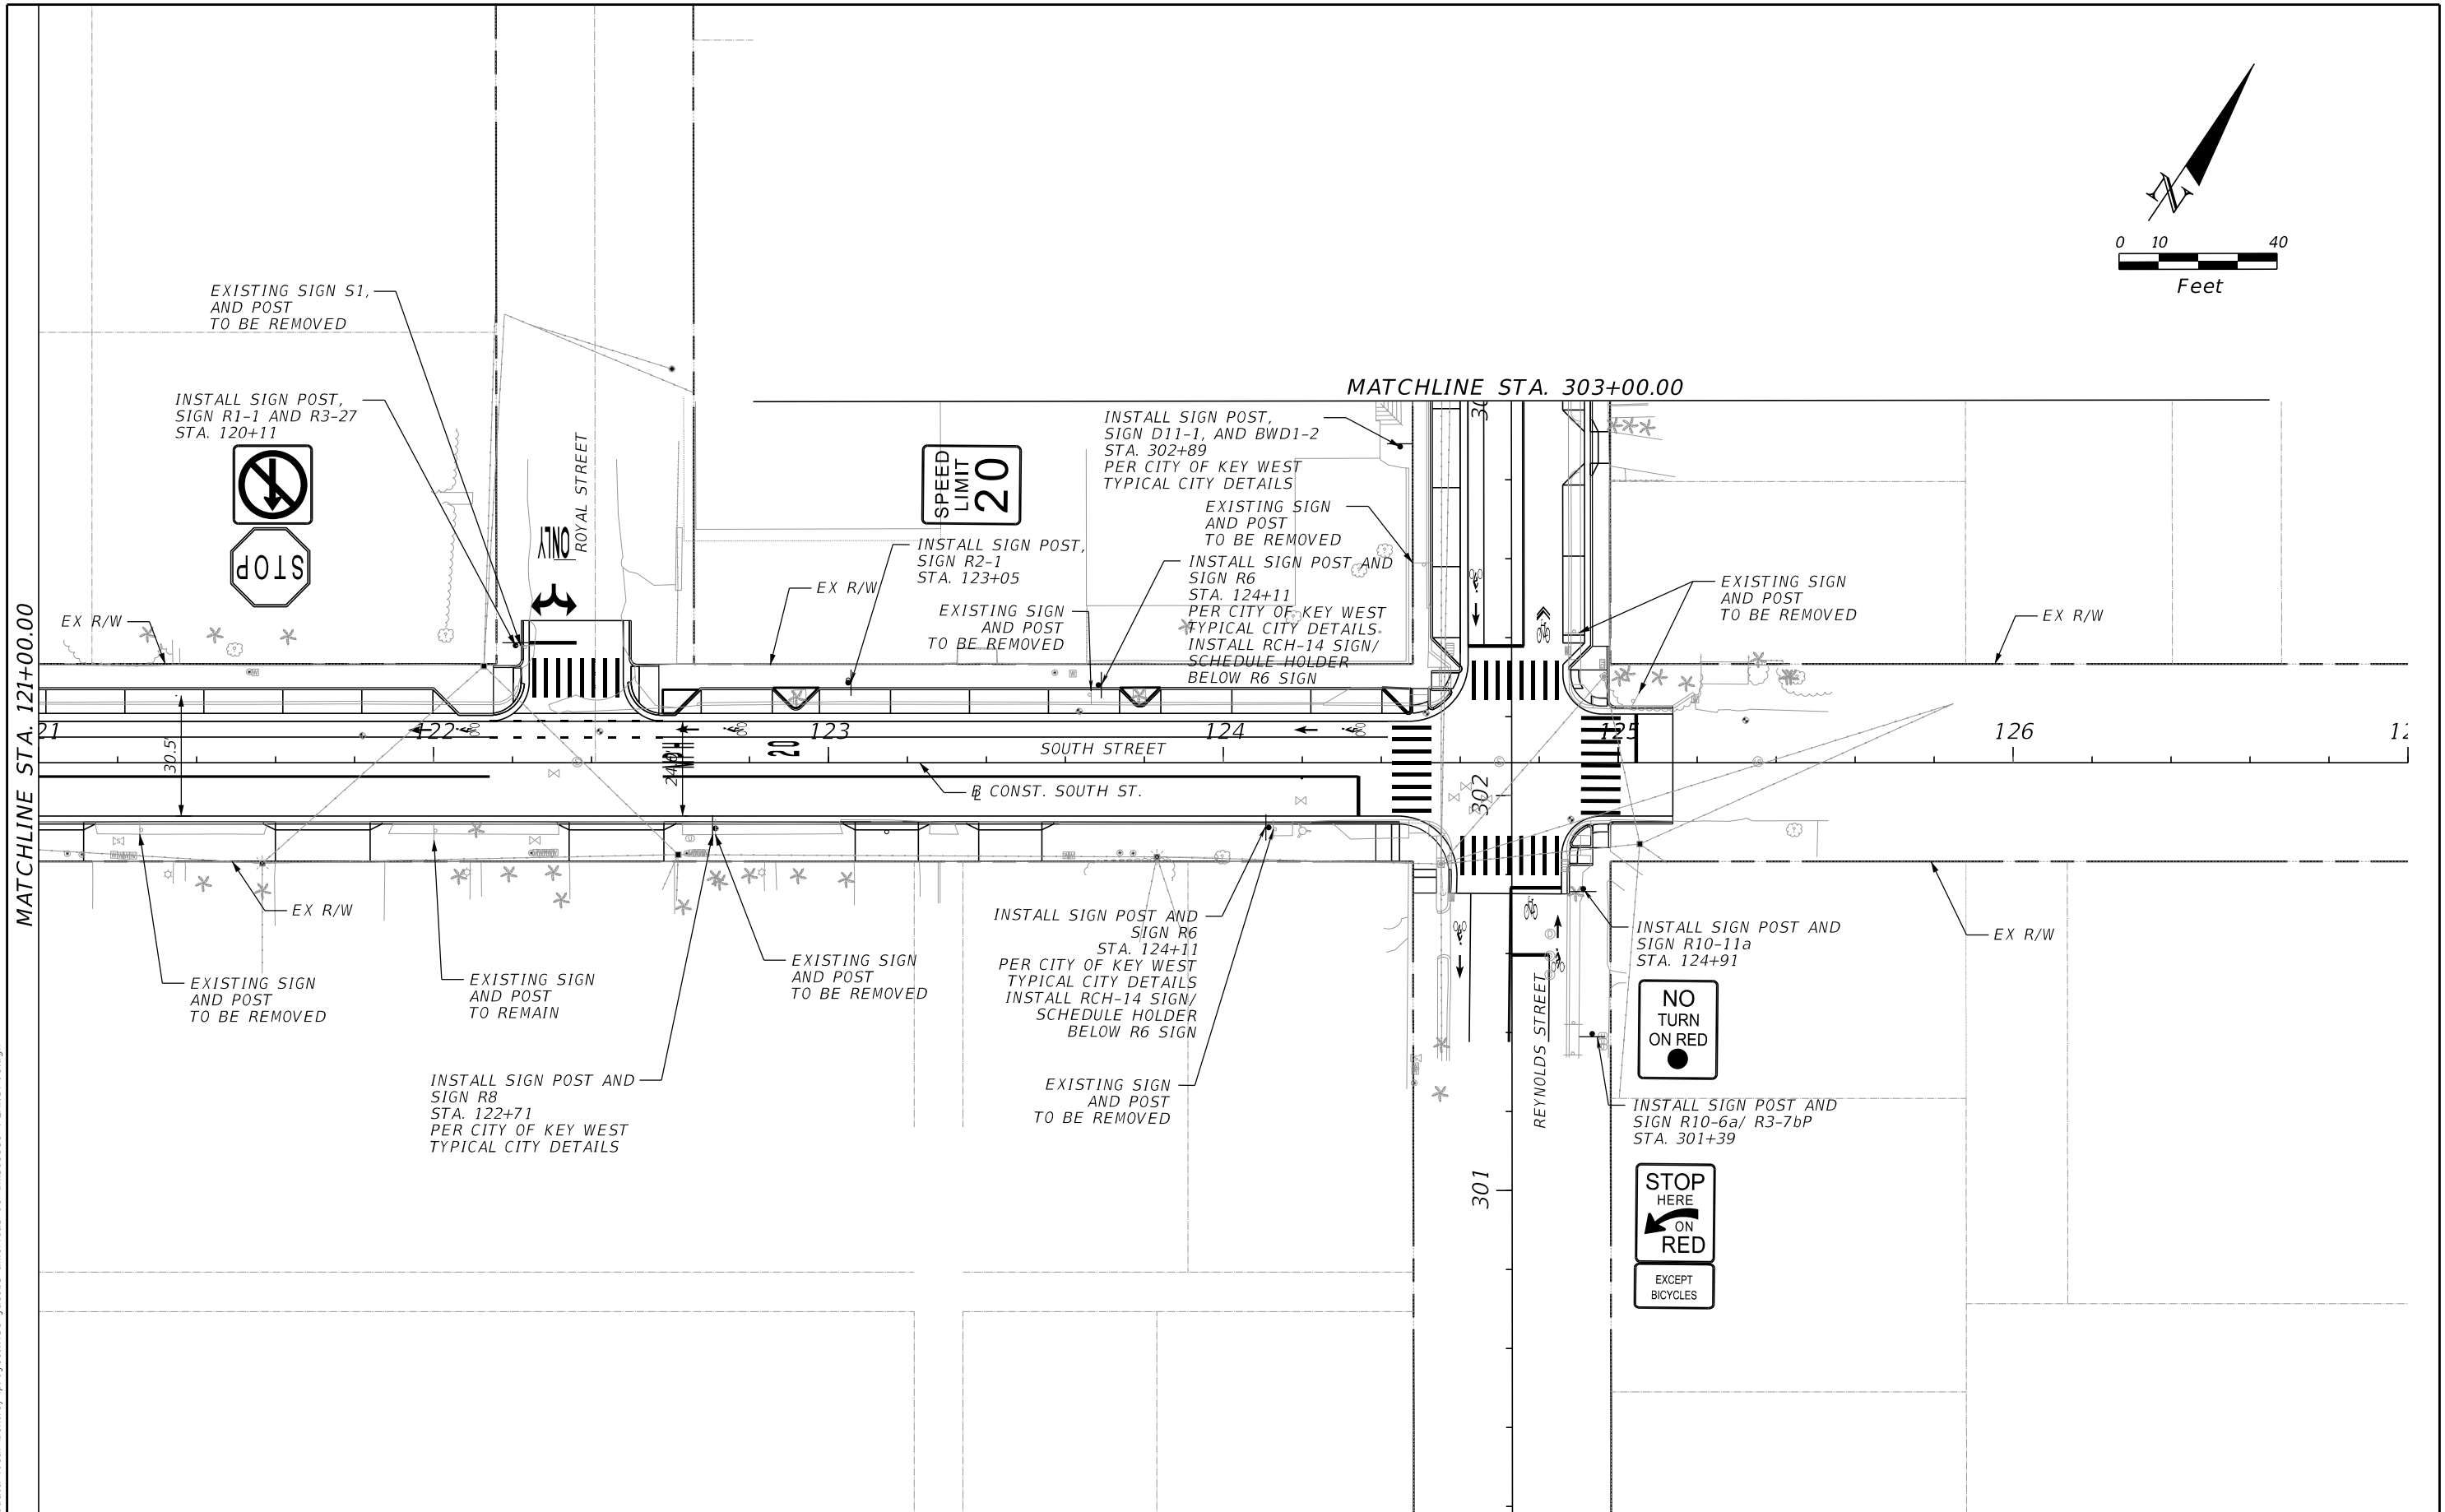 0 10 40
Feet
MATCHLINE STA. 303+00.00
MATCHLINE STA. 121+00.00
EXISTING SIGN S1,
AND POST
TO BE REMOVED
INSTALL SIGN POST,
SIGN R1-1 AND R3-27
STA. 120+11
STOP
EX R/W
ROYAL STREET
ONLY
SPEED
LIMIT
20
INSTALL SIGN POST,
SIGN R2-1
STA. 123+05
EX R/W
EXISTING SIGN
AND POST
TO BE REMOVED
INSTALL SIGN POST,
SIGN D11-1, AND BWD1-2
STA. 302+89
PER CITY OF KEY WEST
TYPICAL CITY DETAILS
EXISTING SIGN
AND POST
TO BE REMOVED
INSTALL SIGN POST AND
SIGN R6
STA. 124+11
PER CITY OF KEY WEST
TYPICAL CITY DETAILS
INSTALL RCH-14 SIGN/
SCHEDULE HOLDER
BELOW R6 SIGN
EXISTING SIGN
AND POST
TO BE REMOVED
EX R/W
21 122 123 124 125 126 12
30.5'
MPH
20
SOUTH STREET
CONST. SOUTH ST.
302
EX R/W
EXISTING SIGN
AND POST
TO BE REMOVED
EXISTING SIGN
AND POST
TO REMAIN
EXISTING SIGN
AND POST
TO BE REMOVED
INSTALL SIGN POST AND
SIGN R8
STA. 122+71
PER CITY OF KEY WEST
TYPICAL CITY DETAILS
INSTALL SIGN POST AND
SIGN R6
STA. 124+11
PER CITY OF KEY WEST
TYPICAL CITY DETAILS
INSTALL RCH-14 SIGN/
SCHEDULE HOLDER
BELOW R6 SIGN
EXISTING SIGN
AND POST
TO BE REMOVED
REYNOLDS STREET
301
INSTALL SIGN POST AND
SIGN R10-11a
STA. 124+91
NO
TURN
ON RED
INSTALL SIGN POST AND
SIGN R10-6a/ R3-7bP
STA. 301+39
STOP
HERE
ON
RED
EXCEPT
BICYCLES
EX R/W